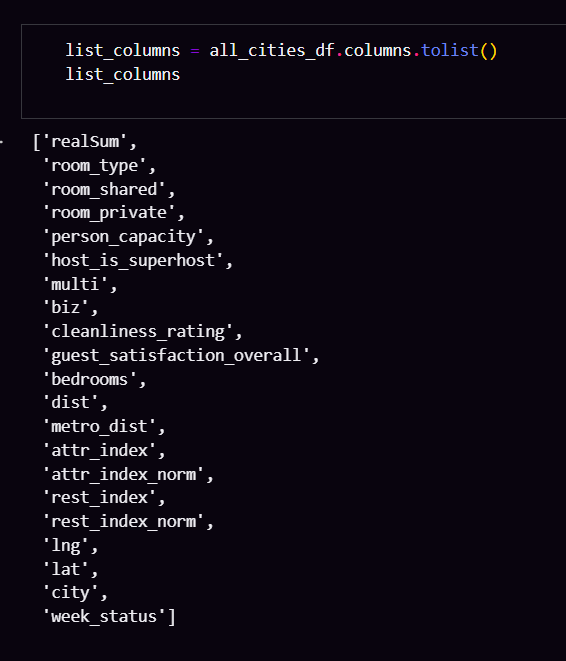 list_columns = all_cities_df.columns.tolist()
list_columns
['realSum',
'room_type',
'room_shared',
'room_private',
'person_capacity',
'host_is_superhost',
'multi',
'biz',
'cleanliness_rating',
'guest_satisfaction_overall',
'bedrooms',
'dist',
'metro_dist',
'attr_index',
'attr_index_norm',
'rest_index',
'rest_index_norm',
'lng',
'lat',
'city',
'week_status']